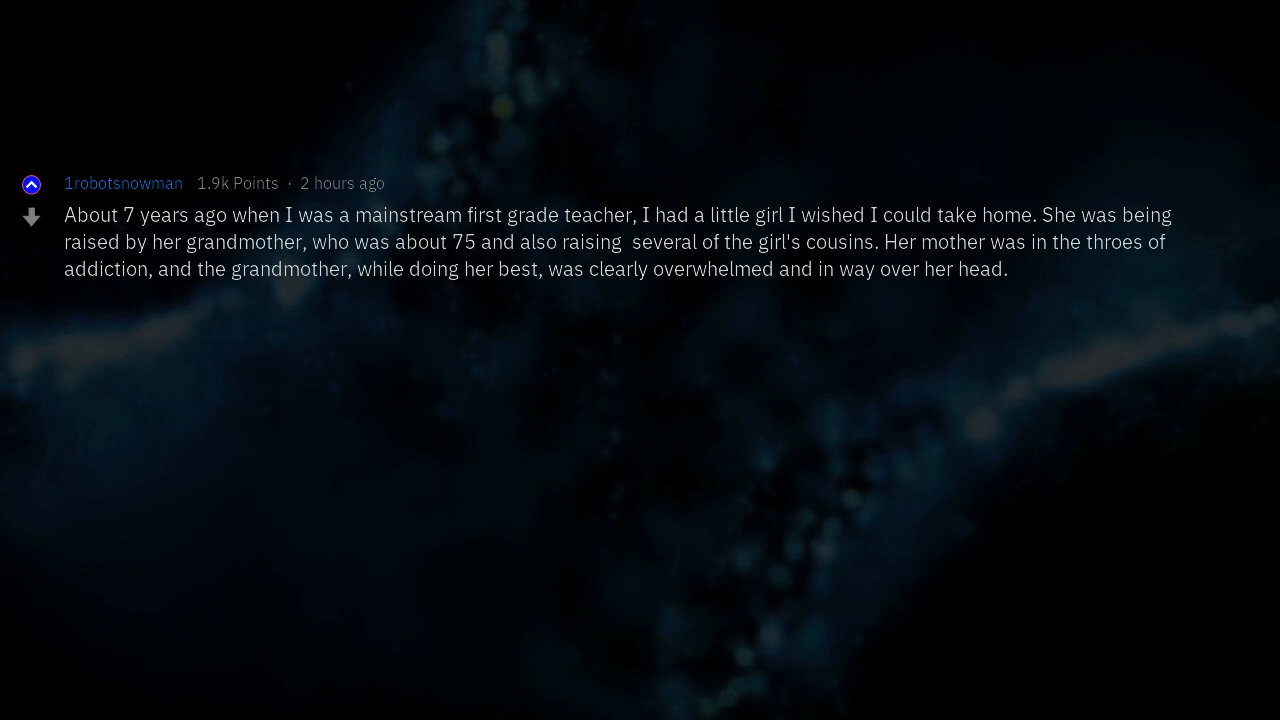 1robotsnowman 1.9k Points · 2 hours ago
About 7 years ago when I was a mainstream first grade teacher, I had a little girl I wished I could take home. She was being
raised by her grandmother, who was about 75 and also raising  several of the girl's cousins. Her mother was in the throes of
addiction, and the grandmother, while doing her best, was clearly overwhelmed and in way over her head.